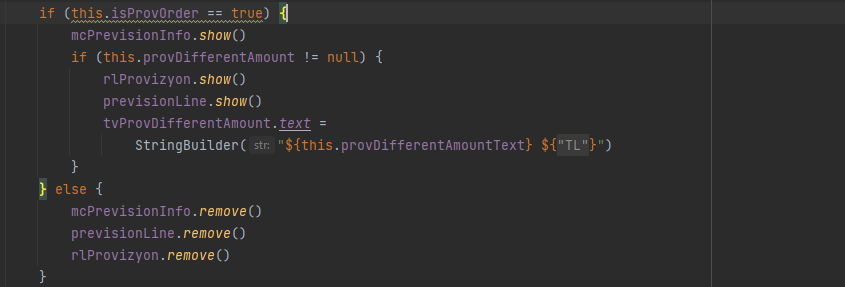 if (this.isProvOrder == true) {
mcPrevisionInfo.show()
if (this.provDifferentAmount != null) {
rlProvizyon.show()
previsionLine.show()
tvProvDifferentAmount.text =
StringBuilder( str: "${this.provDifferentAmountText} ${"TL"}")
}
} else {
mcPrevisionInfo.remove()
previsionLine.remove()
rlProvizyon.remove()
}